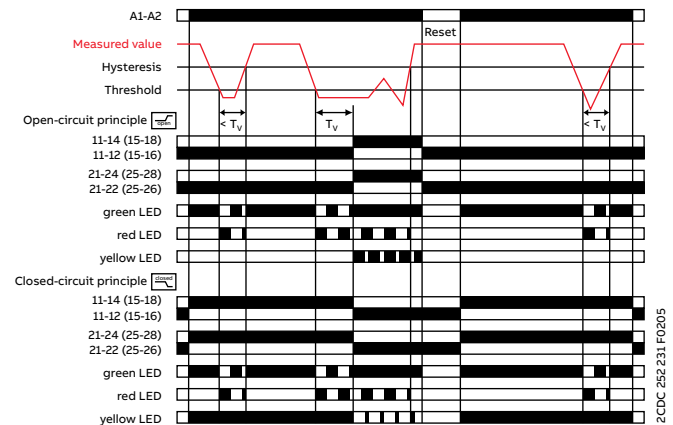 A1-A2
Reset
Measured value
Hysteresis
Threshold
Open-circuit principle open
< Tv Tv < Tv
11-14 (15-18)
11-12 (15-16)
21-24 (25-28)
21-22 (25-26)
green LED
red LED
yellow LED
Closed-circuit principle closed
11-14 (15-18)
11-12 (15-16)
21-24 (25-28)
21-22 (25-26)
green LED
red LED
yellow LED
2CDC 252 231 F0205